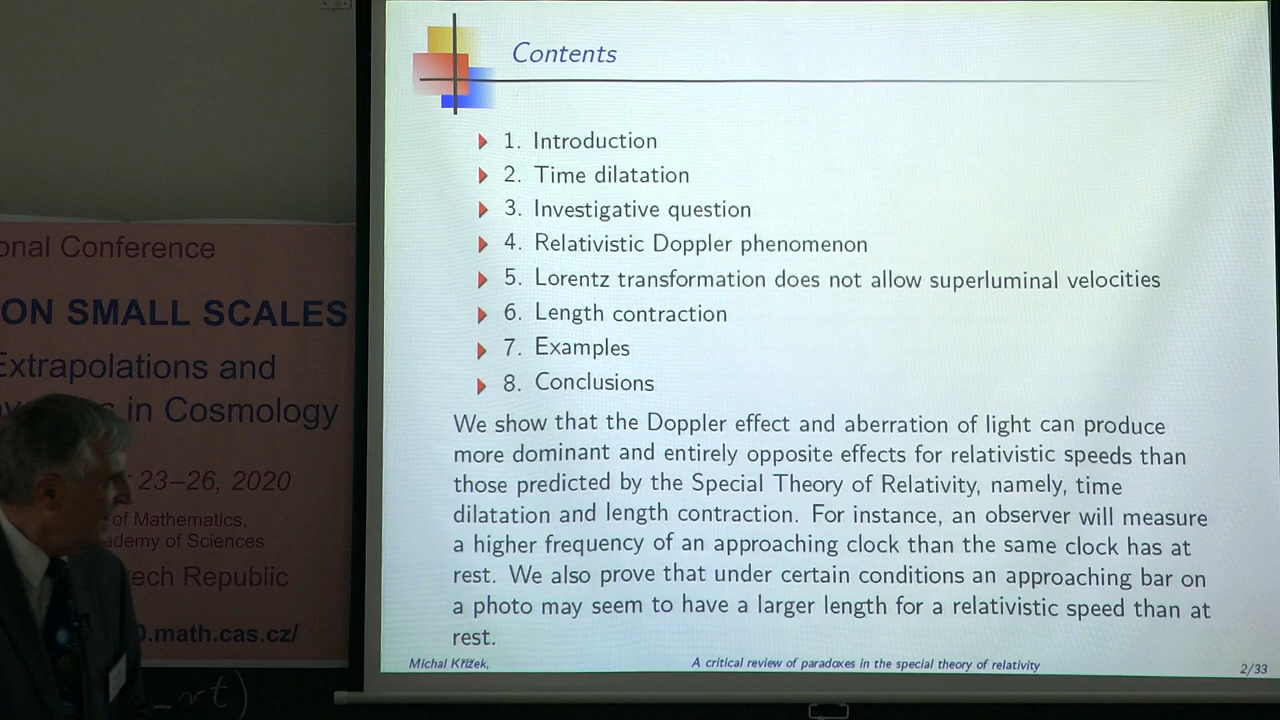 Contents
1. Introduction
2. Time dilatation
3. Investigative question
4. Relativistic Doppler phenomenon
5. Lorentz transformation does not allow superluminal velocities
6. Length contraction
7. Examples
8. Conclusions
We show that the Doppler effect and aberration of light can produce
more dominant and entirely opposite effects for relativistic speeds than
those predicted by the Special Theory of Relativity, namely, time
dilatation and length contraction. For instance, an observer will measure
a higher frequency of an approaching clock than the same clock has at
rest. We also prove that under certain conditions an approaching bar on
a photo may seem to have a larger length for a relativistic speed than at
rest.
Michal Křížek,
A critical review of paradoxes in the special theory of relativity
2/33
onal Conference
ON SMALL SCALES
Extrapolations and
in Cosmology
23–26, 2020
of Mathematics,
ademy of Sciences
ech Republic
0.math.cas.cz/